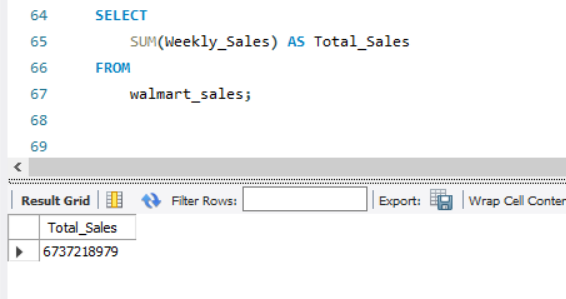 64 SELECT
65 SUM(Weekly_Sales) AS Total_Sales
66 FROM
67 walmart_sales;
68
69
Result Grid Filter Rows: Export: Wrap Cell Conter
Total_Sales
6737218979